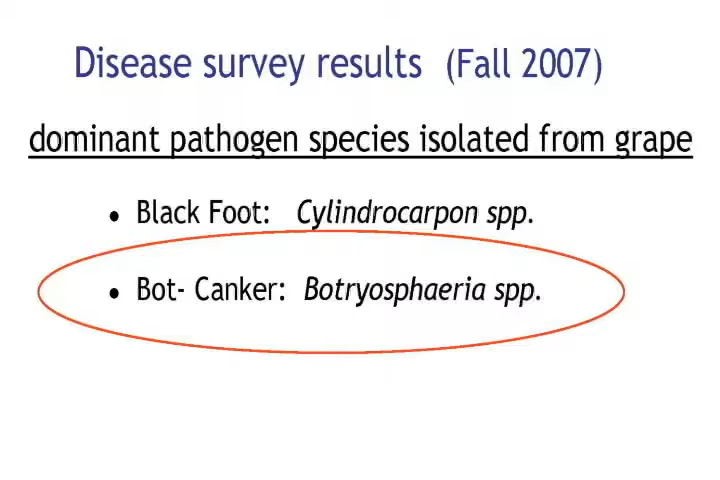 Disease survey results (Fall 2007)
dominant pathogen species isolated from grape
• Black Foot: Cylindrocarpon spp.
• Bot- Canker: Botryosphaeria spp.